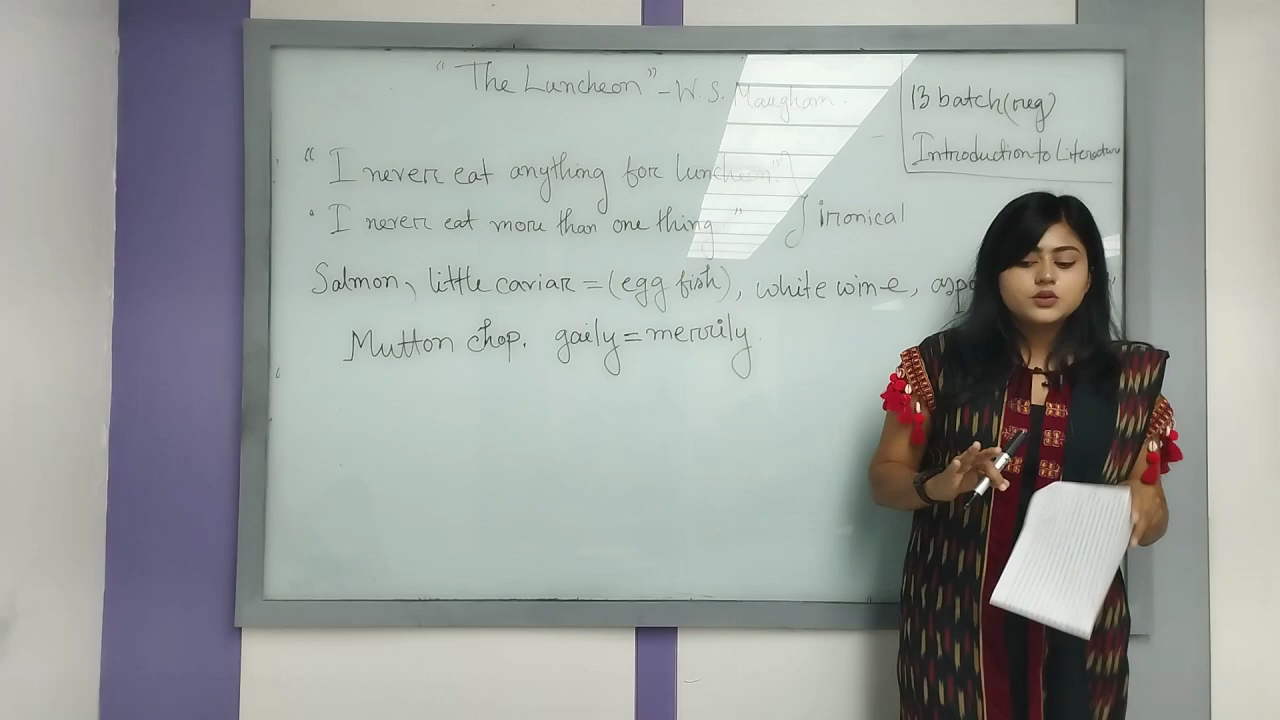 "The Luncheon" - W. S. Maugham.
13 batch (reg)
Introduction to Literature
"I never eat anything for luncheon."
"I never eat more than one thing." } ironical
Salmon, little caviar = (egg fish), white wine,
Mutton chop. gaily = merrily.